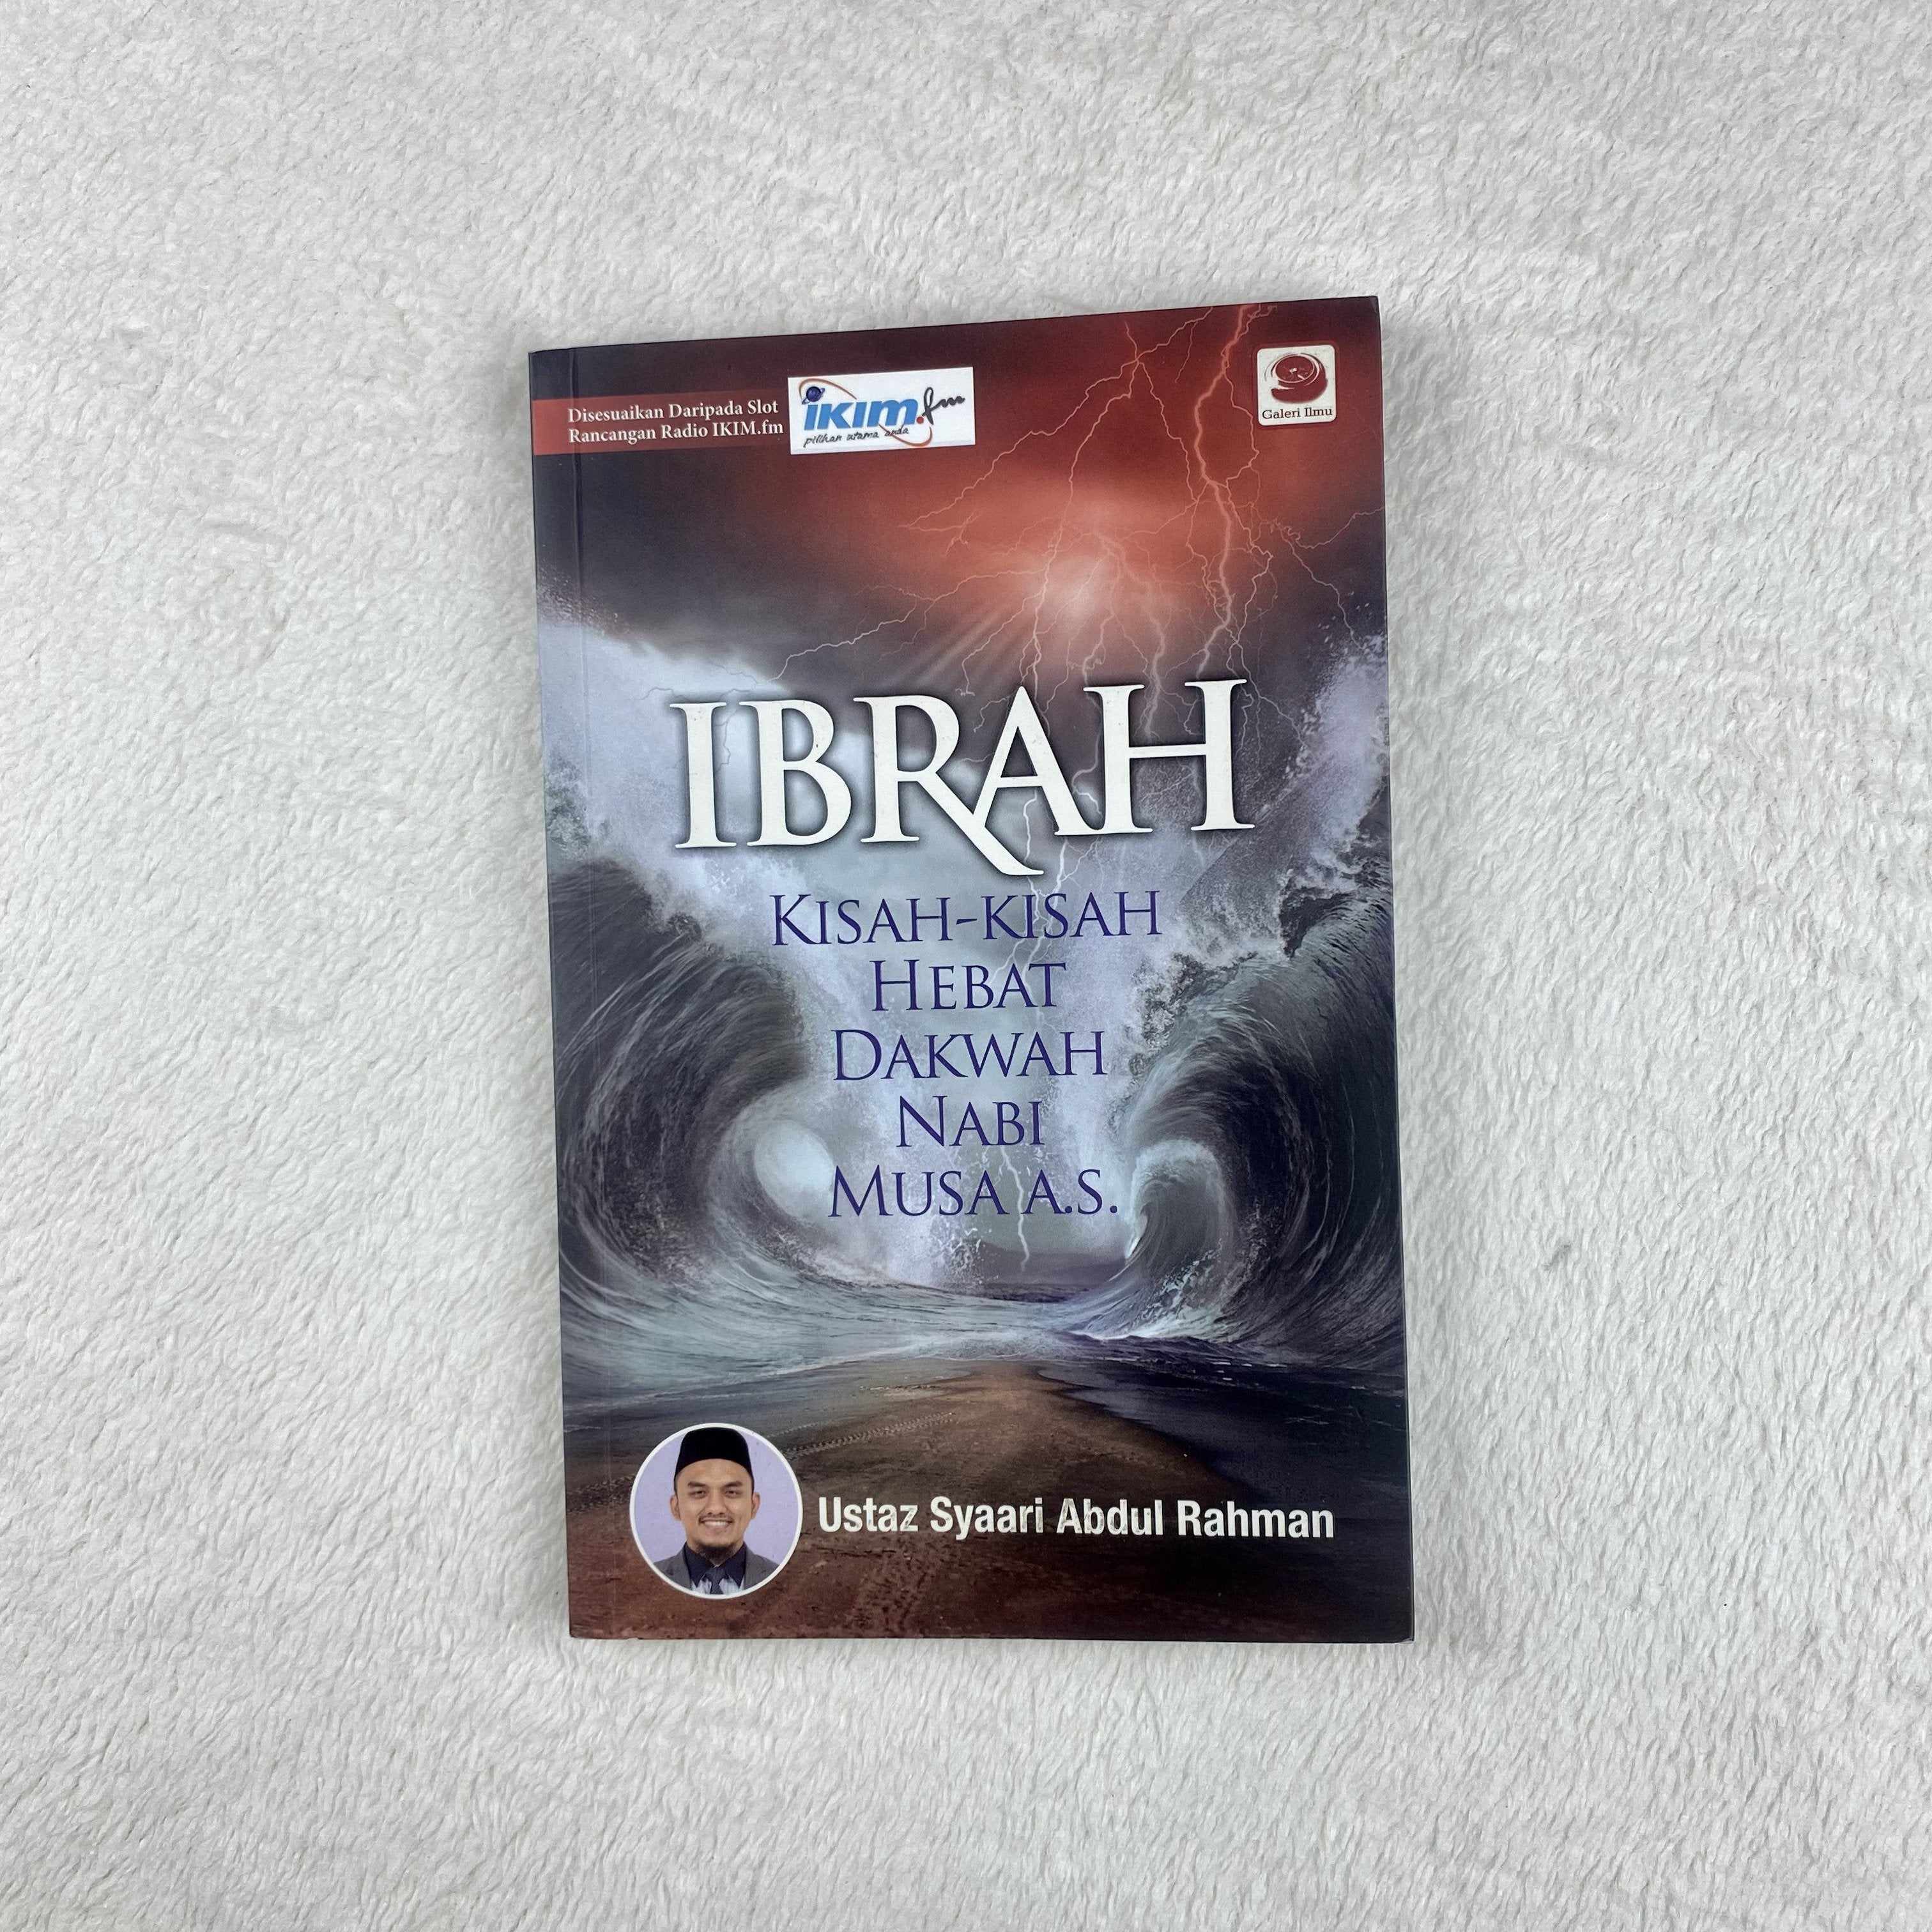 Disesuaikan Daripada Slot
Rancangan Radio IKIM.fm
IKIM.fm
pilihan utama anda
Galeri Ilmu
IBRAH
KISAH-KISAH
HEBAT
DAKWAH
NABI
MUSA A.S.
Ustaz Syaari Abdul Rahman